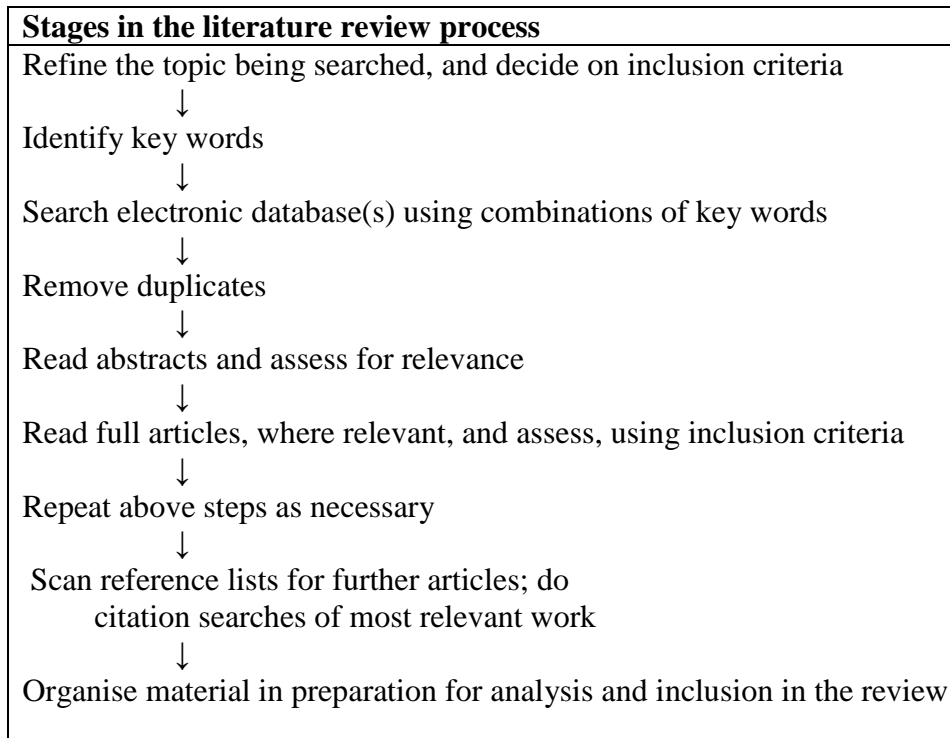 Stages in the literature review process
Refine the topic being searched, and decide on inclusion criteria
↓
Identify key words
↓
Search electronic database(s) using combinations of key words
↓
Remove duplicates
↓
Read abstracts and assess for relevance
↓
Read full articles, where relevant, and assess, using inclusion criteria
↓
Repeat above steps as necessary
↓
Scan reference lists for further articles; do
citation searches of most relevant work
↓
Organise material in preparation for analysis and inclusion in the review